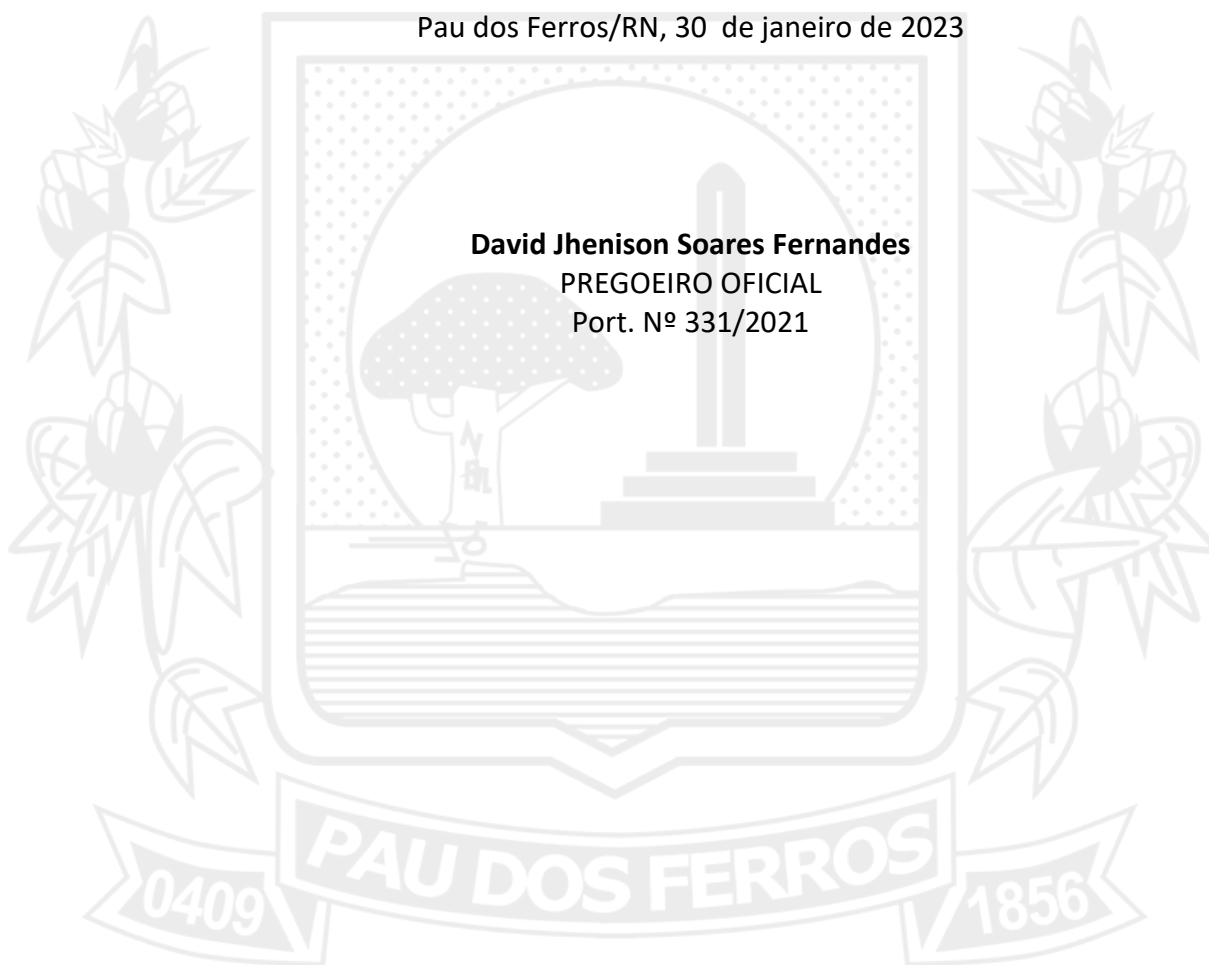 Pau dos Ferros/RN, 30 de janeiro de 2023
David Jhenison Soares Fernandes
PREGOEIRO OFICIAL
Port. Nº 331/2021
PAU DOS FERROS
0409
1856